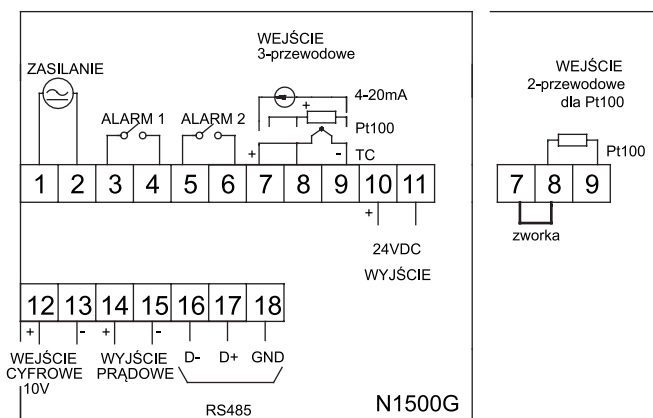 WEJŚCIE
3-przewodowe
ZASILANIE
4-20mA
+
ALARM 1
ALARM 2
Pt100
+
-
TC
1 2 3 4 5 6 7 8 9 10 11
+
24VDC
WYJŚCIE
WEJŚCIE
2-przewodowe
dla Pt100
Pt100
7 8 9
zworka
12 13 14 15 16 17 18
+ - + -
WEJŚCIE
CYFROWE
10V
WYJŚCIE
PRĄDOWE
D- D+ GND
RS485
N1500G